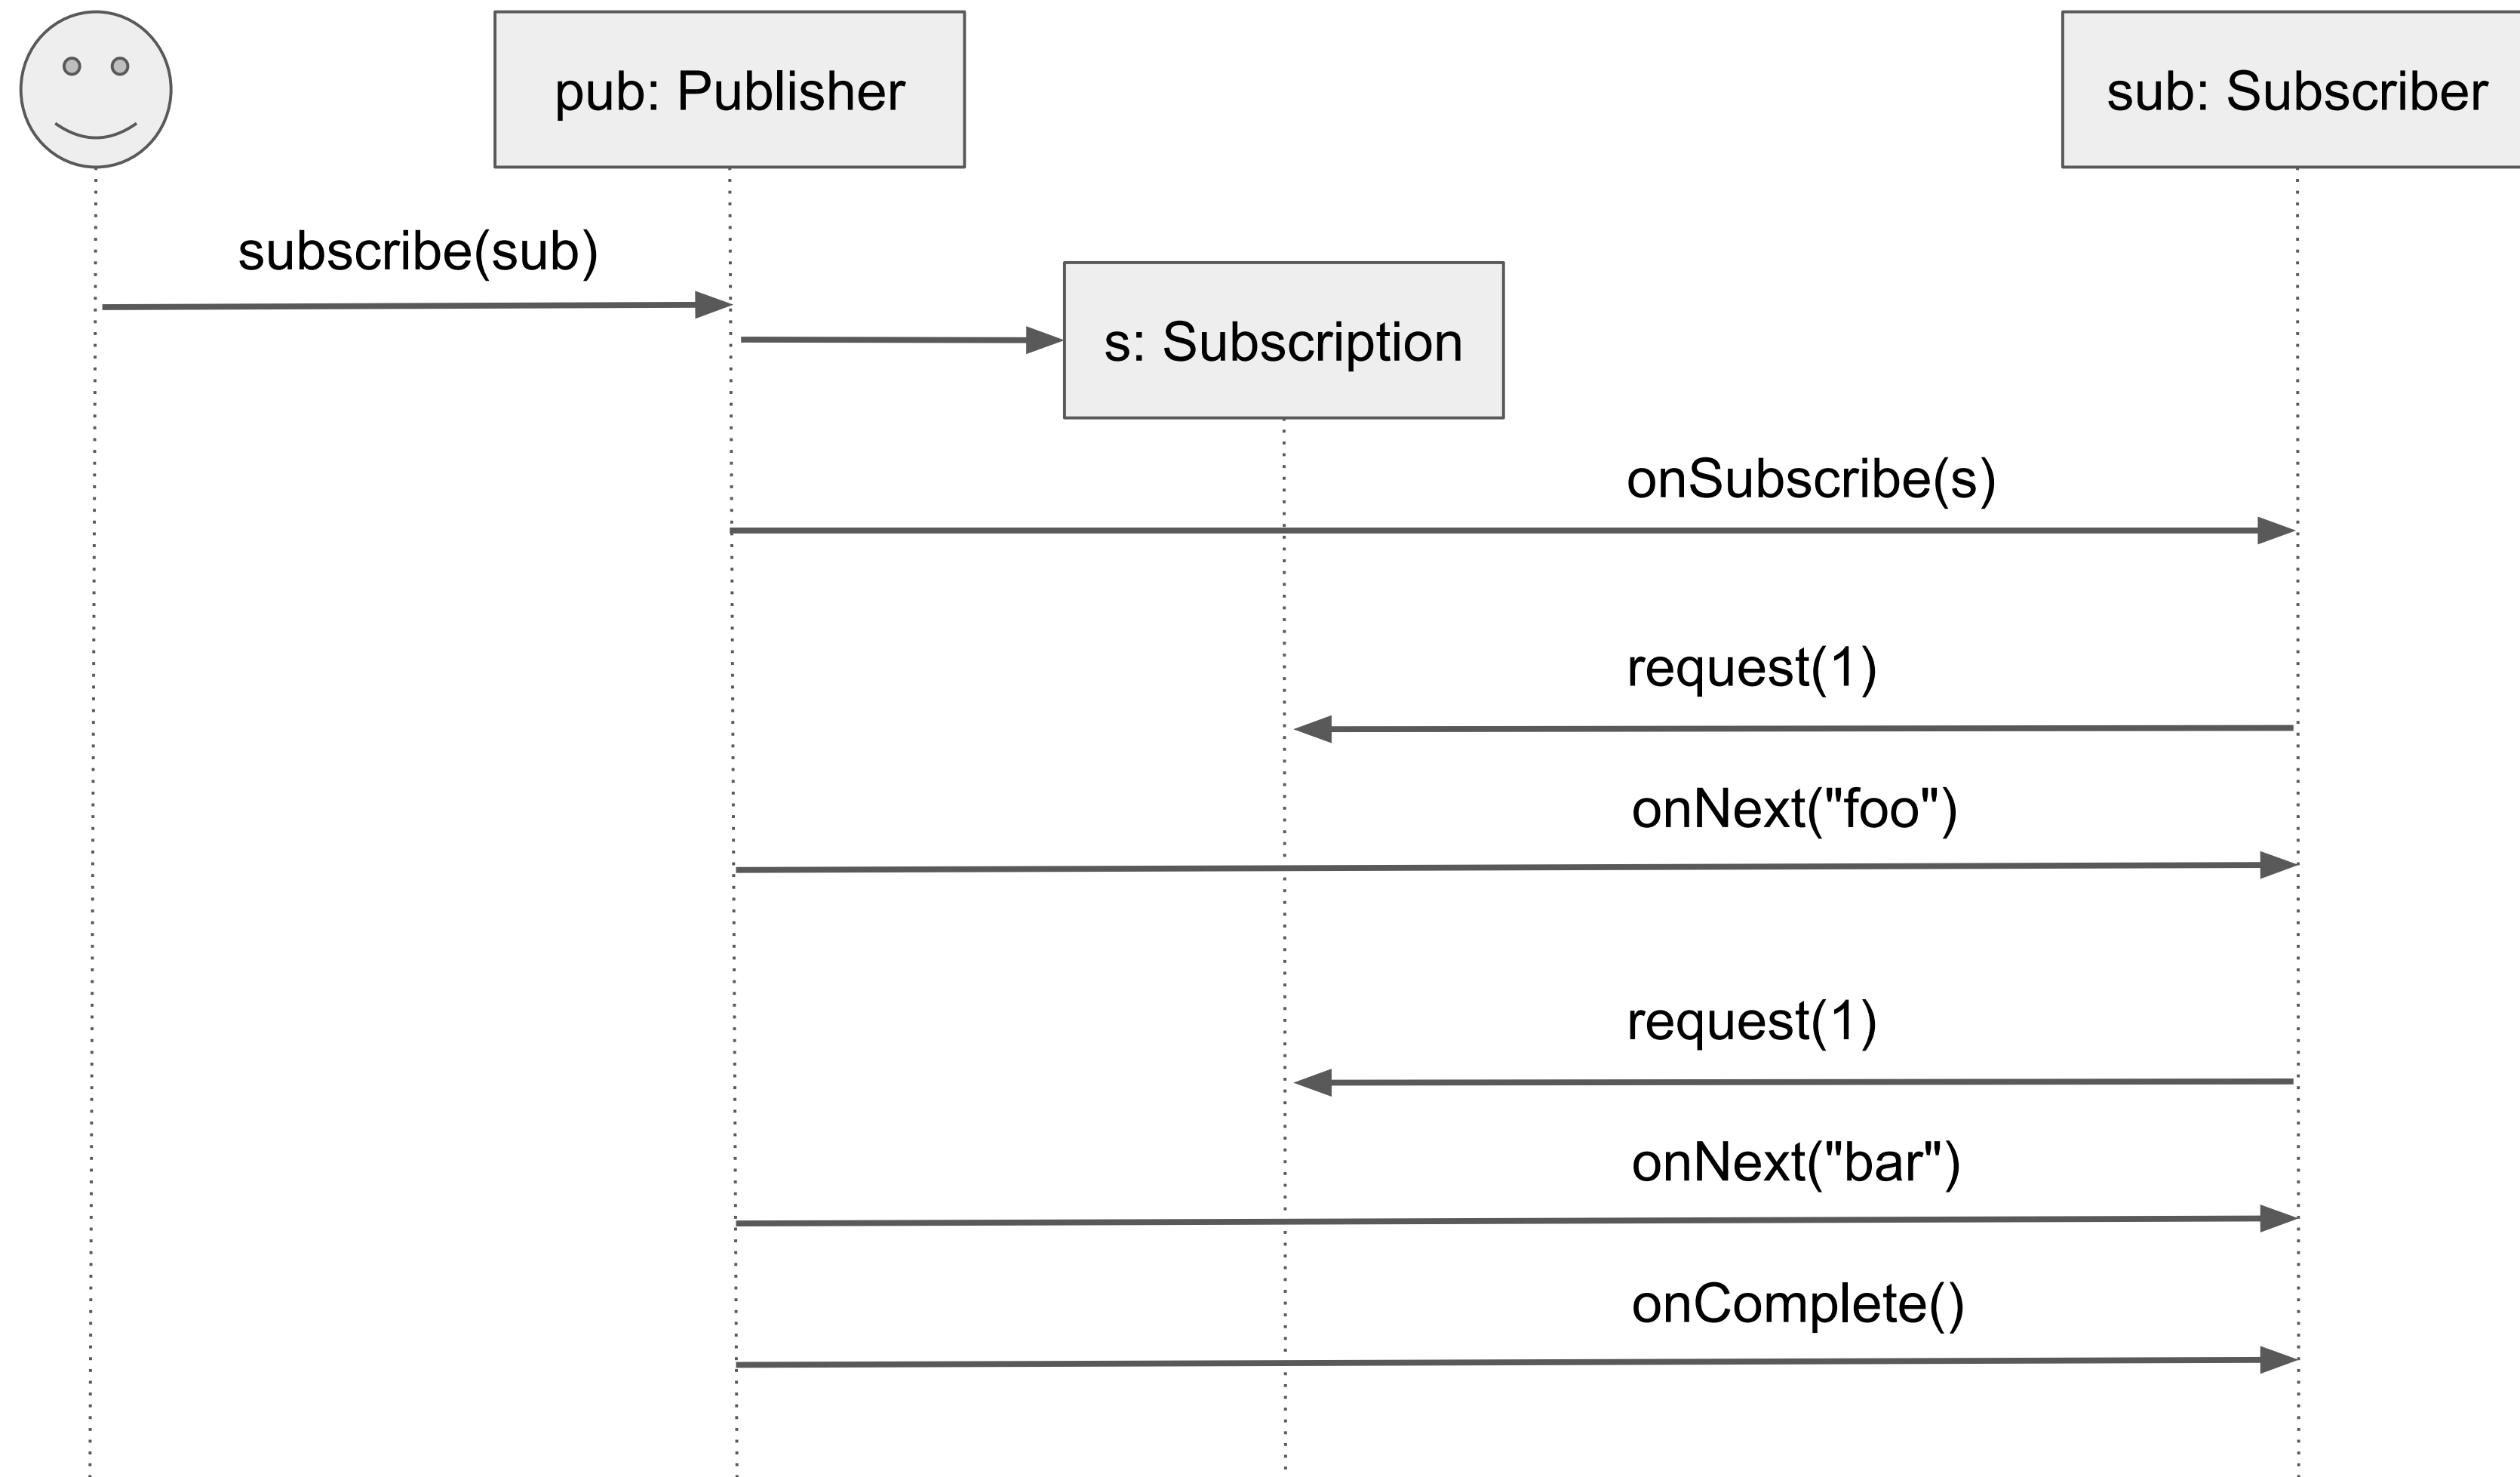 pub: Publisher
sub: Subscriber
subscribe(sub)
s: Subscription
onSubscribe(s)
request(1)
onNext("foo")
request(1)
onNext("bar")
onComplete()